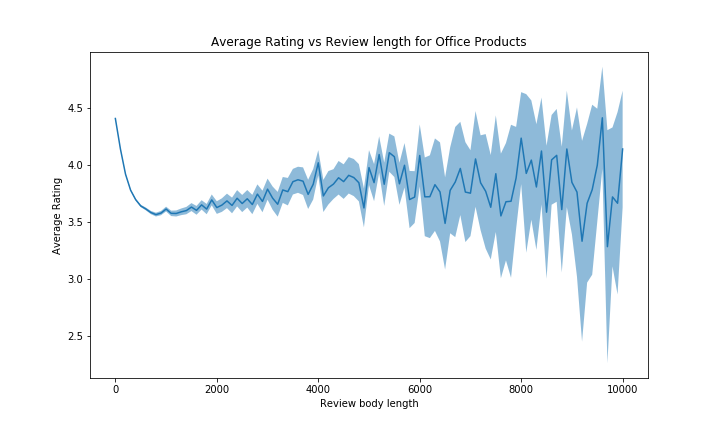 Average Rating vs Review length for Office Products
Average Rating
4.5
4.0
3.5
3.0
2.5
0 2000 4000 6000 8000 10000
Review body length